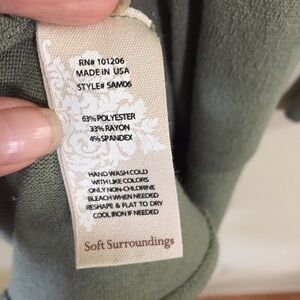 RN# 101206
MADE IN USA
STYLE# 5AM06
63% POLYESTER
33% RAYON
4% SPANDEX
HAND WASH COLD
WITH LIKE COLORS
ONLY NON-CHLORINE
BLEACH WHEN NEEDED
RESHAPE & FLAT TO DRY
COOL IRON IF NEEDED
Soft Surroundings